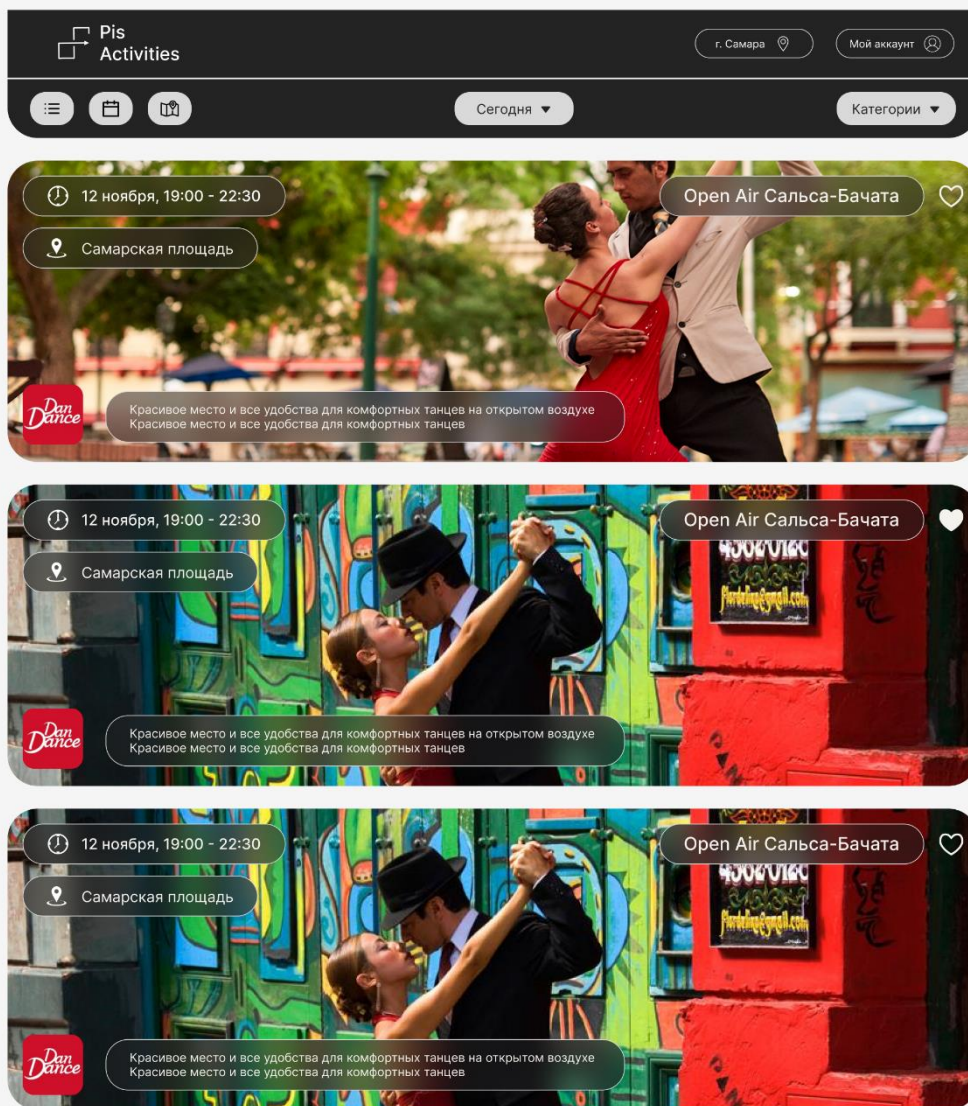 Pis
Activities
г. Самара
Мой аккаунт
Сегодня
Категории
12 ноября, 19:00 - 22:30
Open Air Сальса-Бачата
Самарская площадь
Dan
Dance
Красивое место и все удобства для комфортных танцев на открытом воздухе
Красивое место и все удобства для комфортных танцев
12 ноября, 19:00 - 22:30
Open Air Сальса-Бачата
Самарская площадь
Dan
Dance
Красивое место и все удобства для комфортных танцев на открытом воздухе
Красивое место и все удобства для комфортных танцев
12 ноября, 19:00 - 22:30
Open Air Сальса-Бачата
Самарская площадь
Dan
Dance
Красивое место и все удобства для комфортных танцев на открытом воздухе
Красивое место и все удобства для комфортных танцев